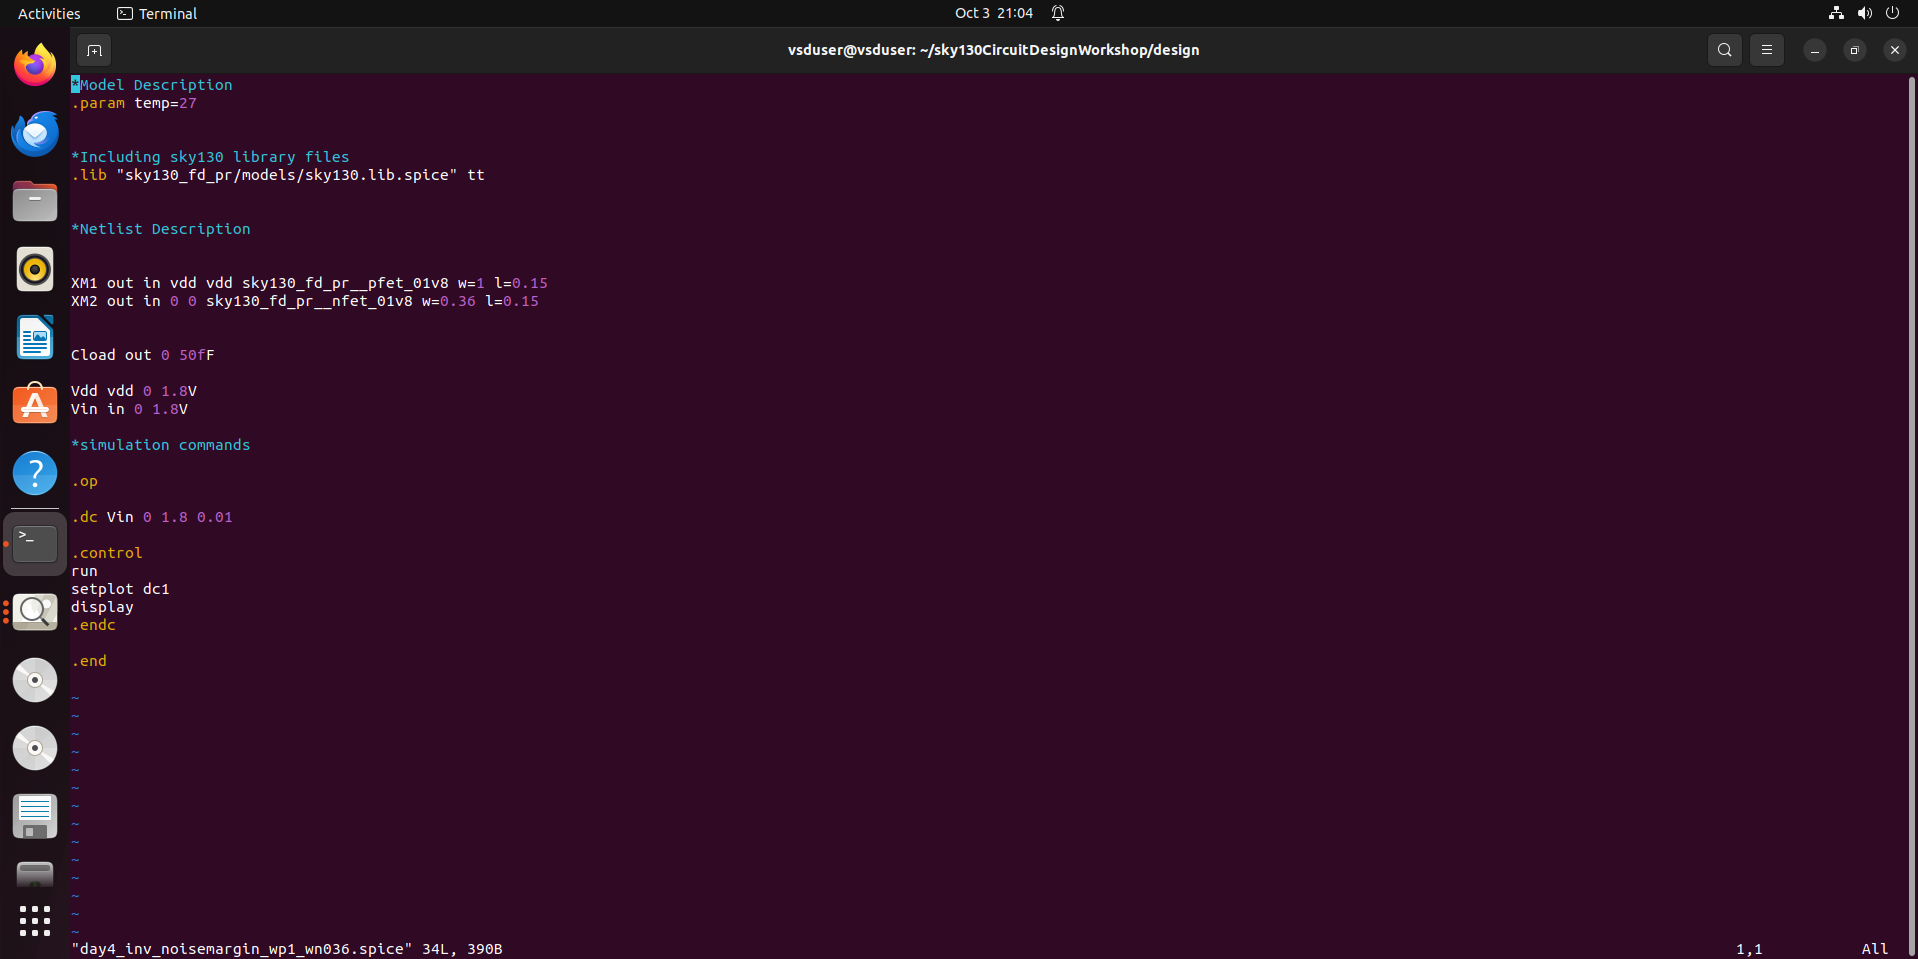 Activities
Terminal
Oct 3 21:04
vsduser@vsduser: ~/sky130CircuitDesignWorkshop/design
*Model Description
.param temp=27
*Including sky130 library files
.lib "sky130_fd_pr/models/sky130.lib.spice" tt
*Netlist Description
XM1 out in vdd vdd sky130_fd_pr__pfet_01v8 w=1 l=0.15
XM2 out in 0 0 sky130_fd_pr__nfet_01v8 w=0.36 l=0.15
Cload out 0 50fF
Vdd vdd 0 1.8V
Vin in 0 1.8V
*simulation commands
.op
.dc Vin 0 1.8 0.01
.control
run
setplot dc1
display
.endc
.end
~
~
~
~
~
~
~
~
~
~
~
~
~
~
"day4_inv_noisemargin_wp1_wn036.spice" 34L, 390B
1,1
All